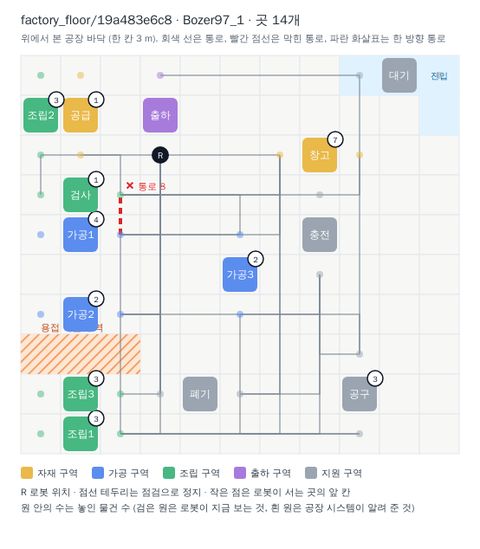 factory_floor/19a483e6c8 · Bozer97_1 · 곳 14개
위에서 본 공장 바닥 (한 칸 3 m). 회색 선은 통로, 빨간 점선은 막힌 통로, 파란 화살표는 한 방향 통로
대기
조립2 3
공급 1
출하
R
창고 7
검사 1
통로 8
가공1 4
충전
가공3 2
가공2 2
용접
조립3 3
폐기
공구 3
조립1 3
자재 구역 가공 구역 조립 구역 출하 구역 지원 구역
R 로봇 위치 · 점선 테두리는 점검으로 정지 · 작은 점은 로봇이 서는 곳의 앞 칸
원 안의 수는 놓인 물건 수 (검은 원은 로봇이 지금 보는 것, 흰 원은 공장 시스템이 알려 준 것)